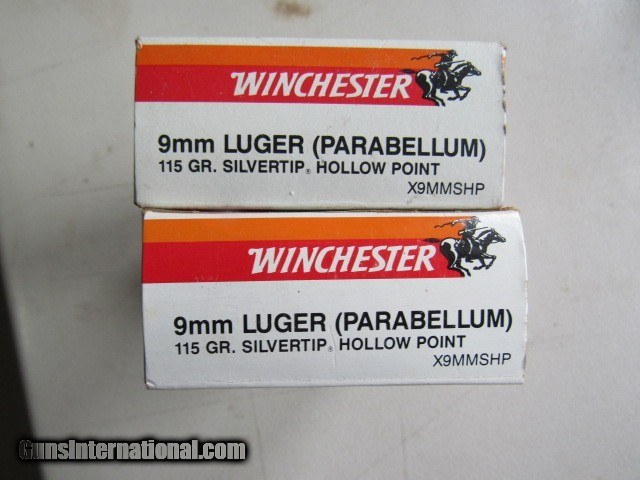 WINCHESTER
9mm LUGER (PARABELLUM)
115 GR. SILVERTIP® HOLLOW POINT
X9MMSHP
WINCHESTER
9mm LUGER (PARABELLUM)
115 GR. SILVERTIP® HOLLOW POINT
X9MMSHP
GunsInternational.com